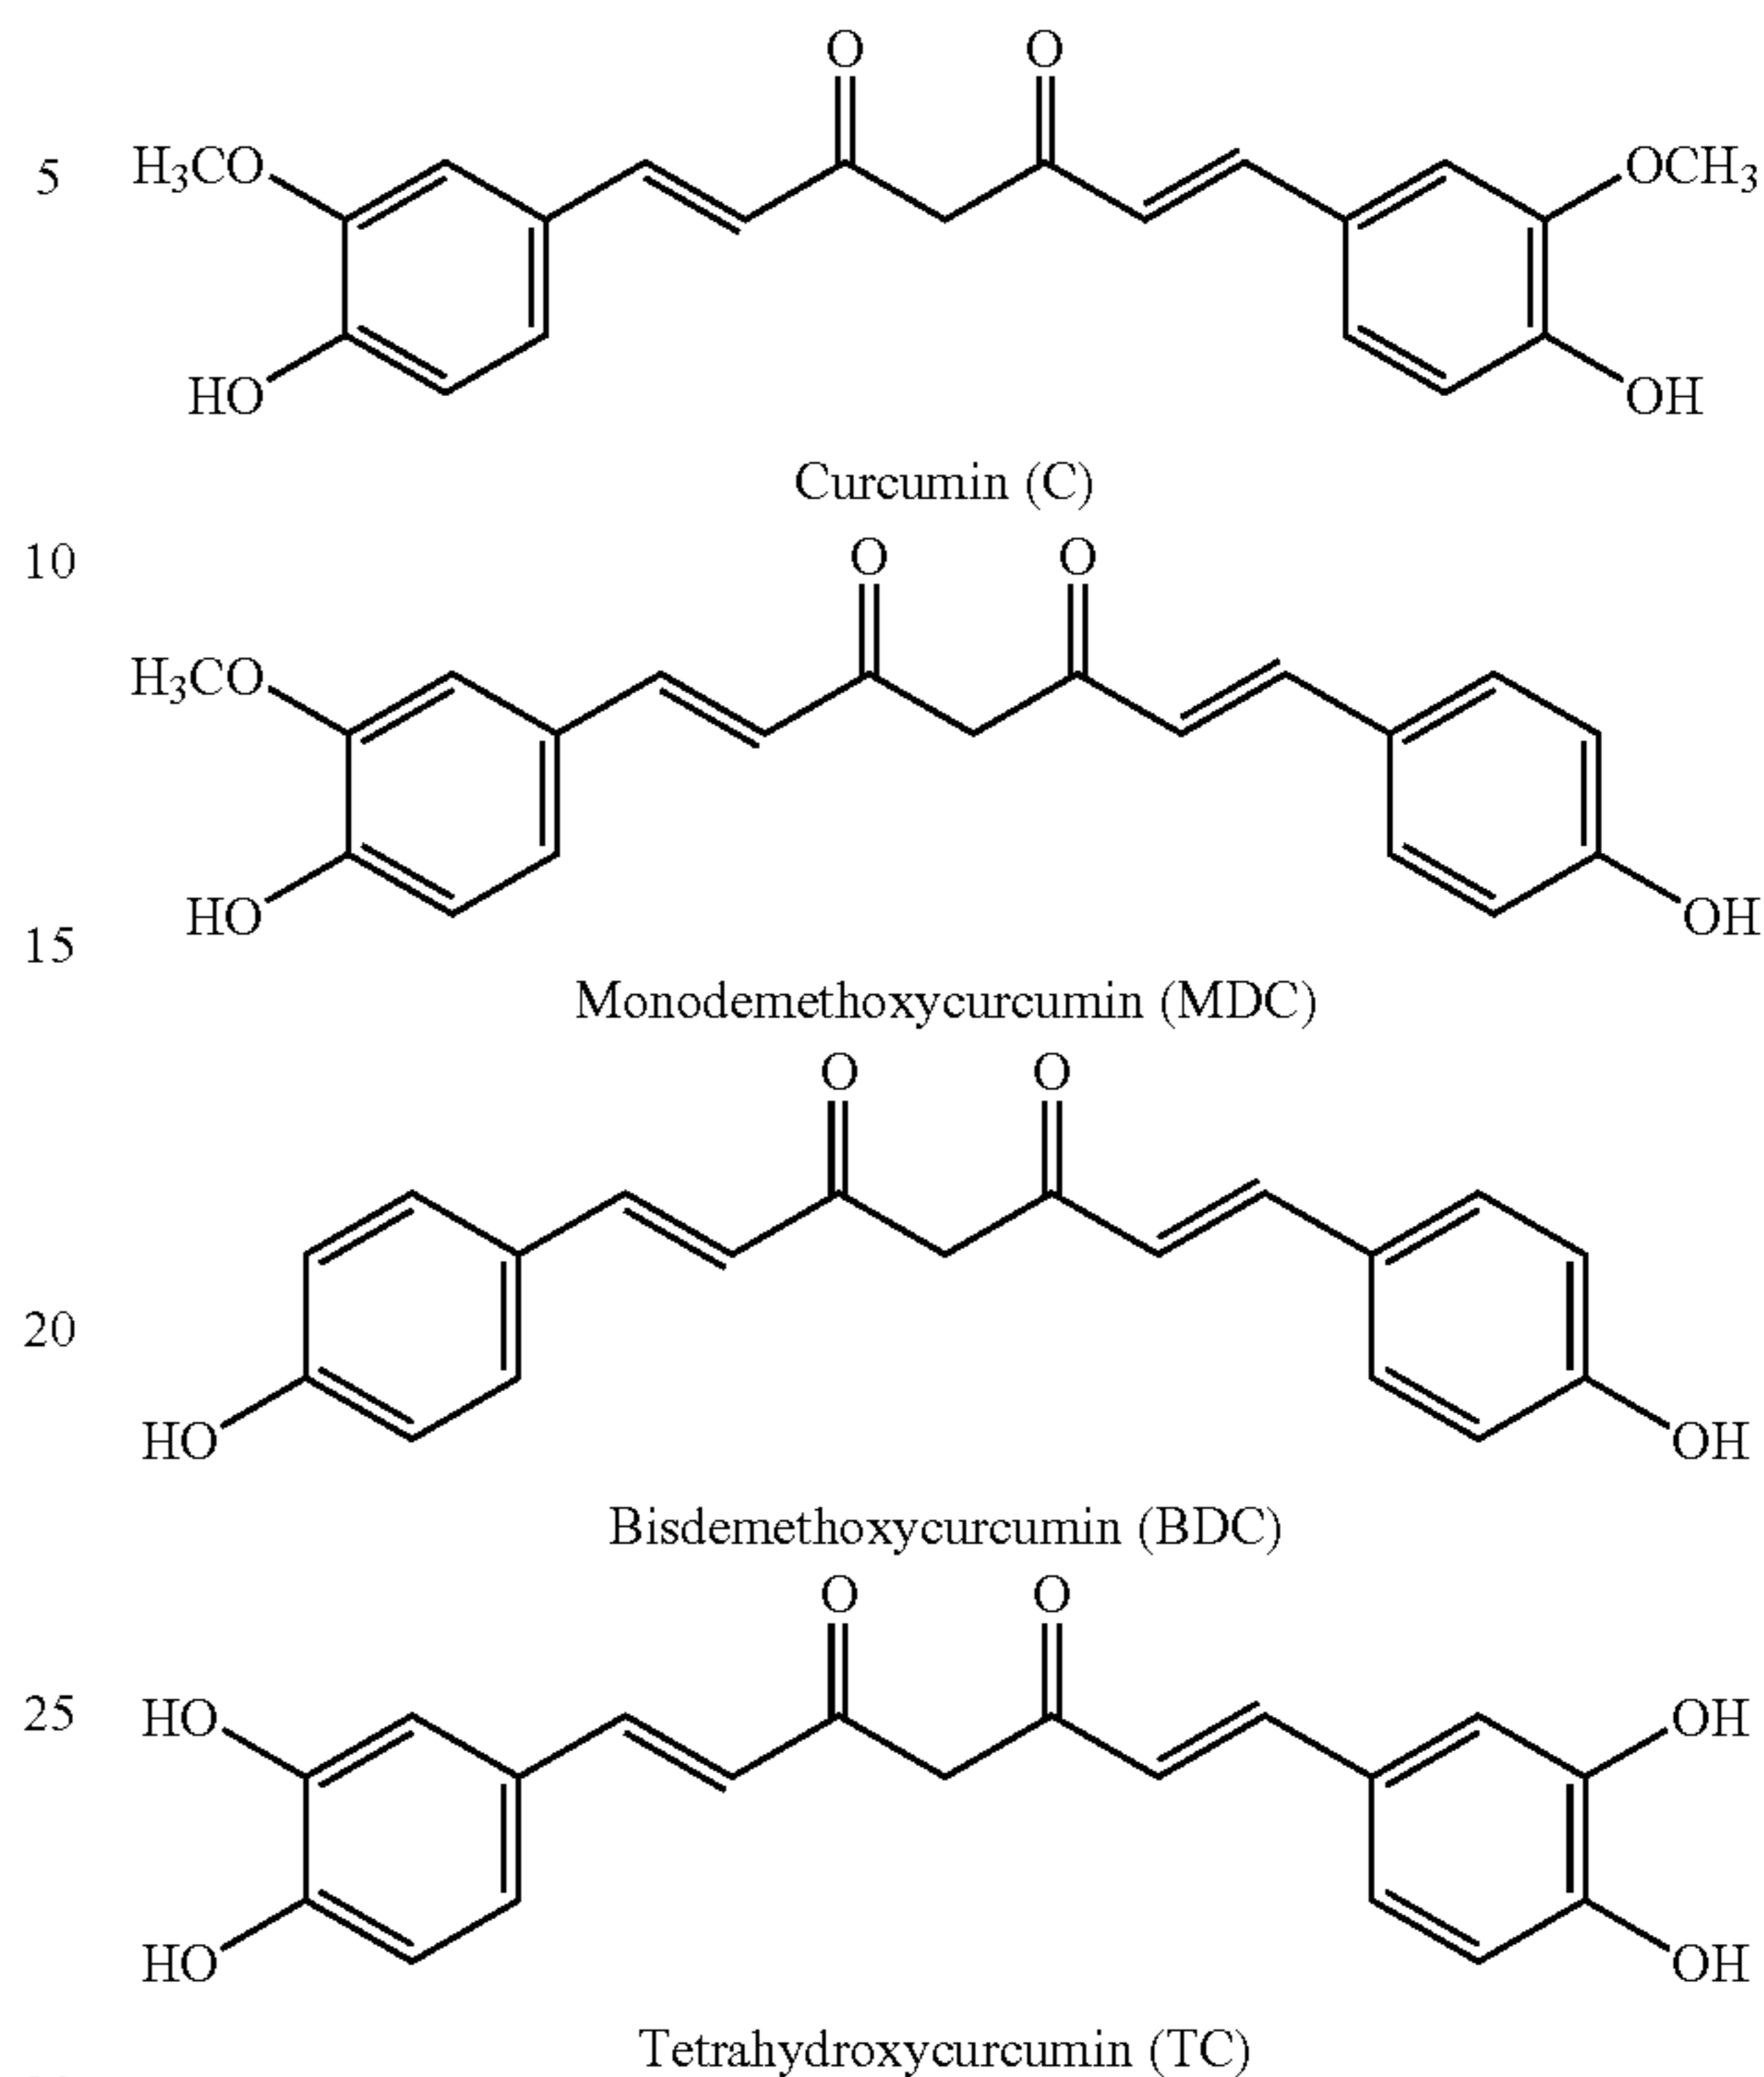 O O
5 H3CO OCH3
HO OH
Curcumin (C)
10 O O
H3CO
HO OH
15
Monodemethoxycurcumin (MDC)
O O
20
HO OH
Bisdemethoxycurcumin (BDC)
O O
25 HO OH
HO OH
Tetrahydroxycurcumin (TC)